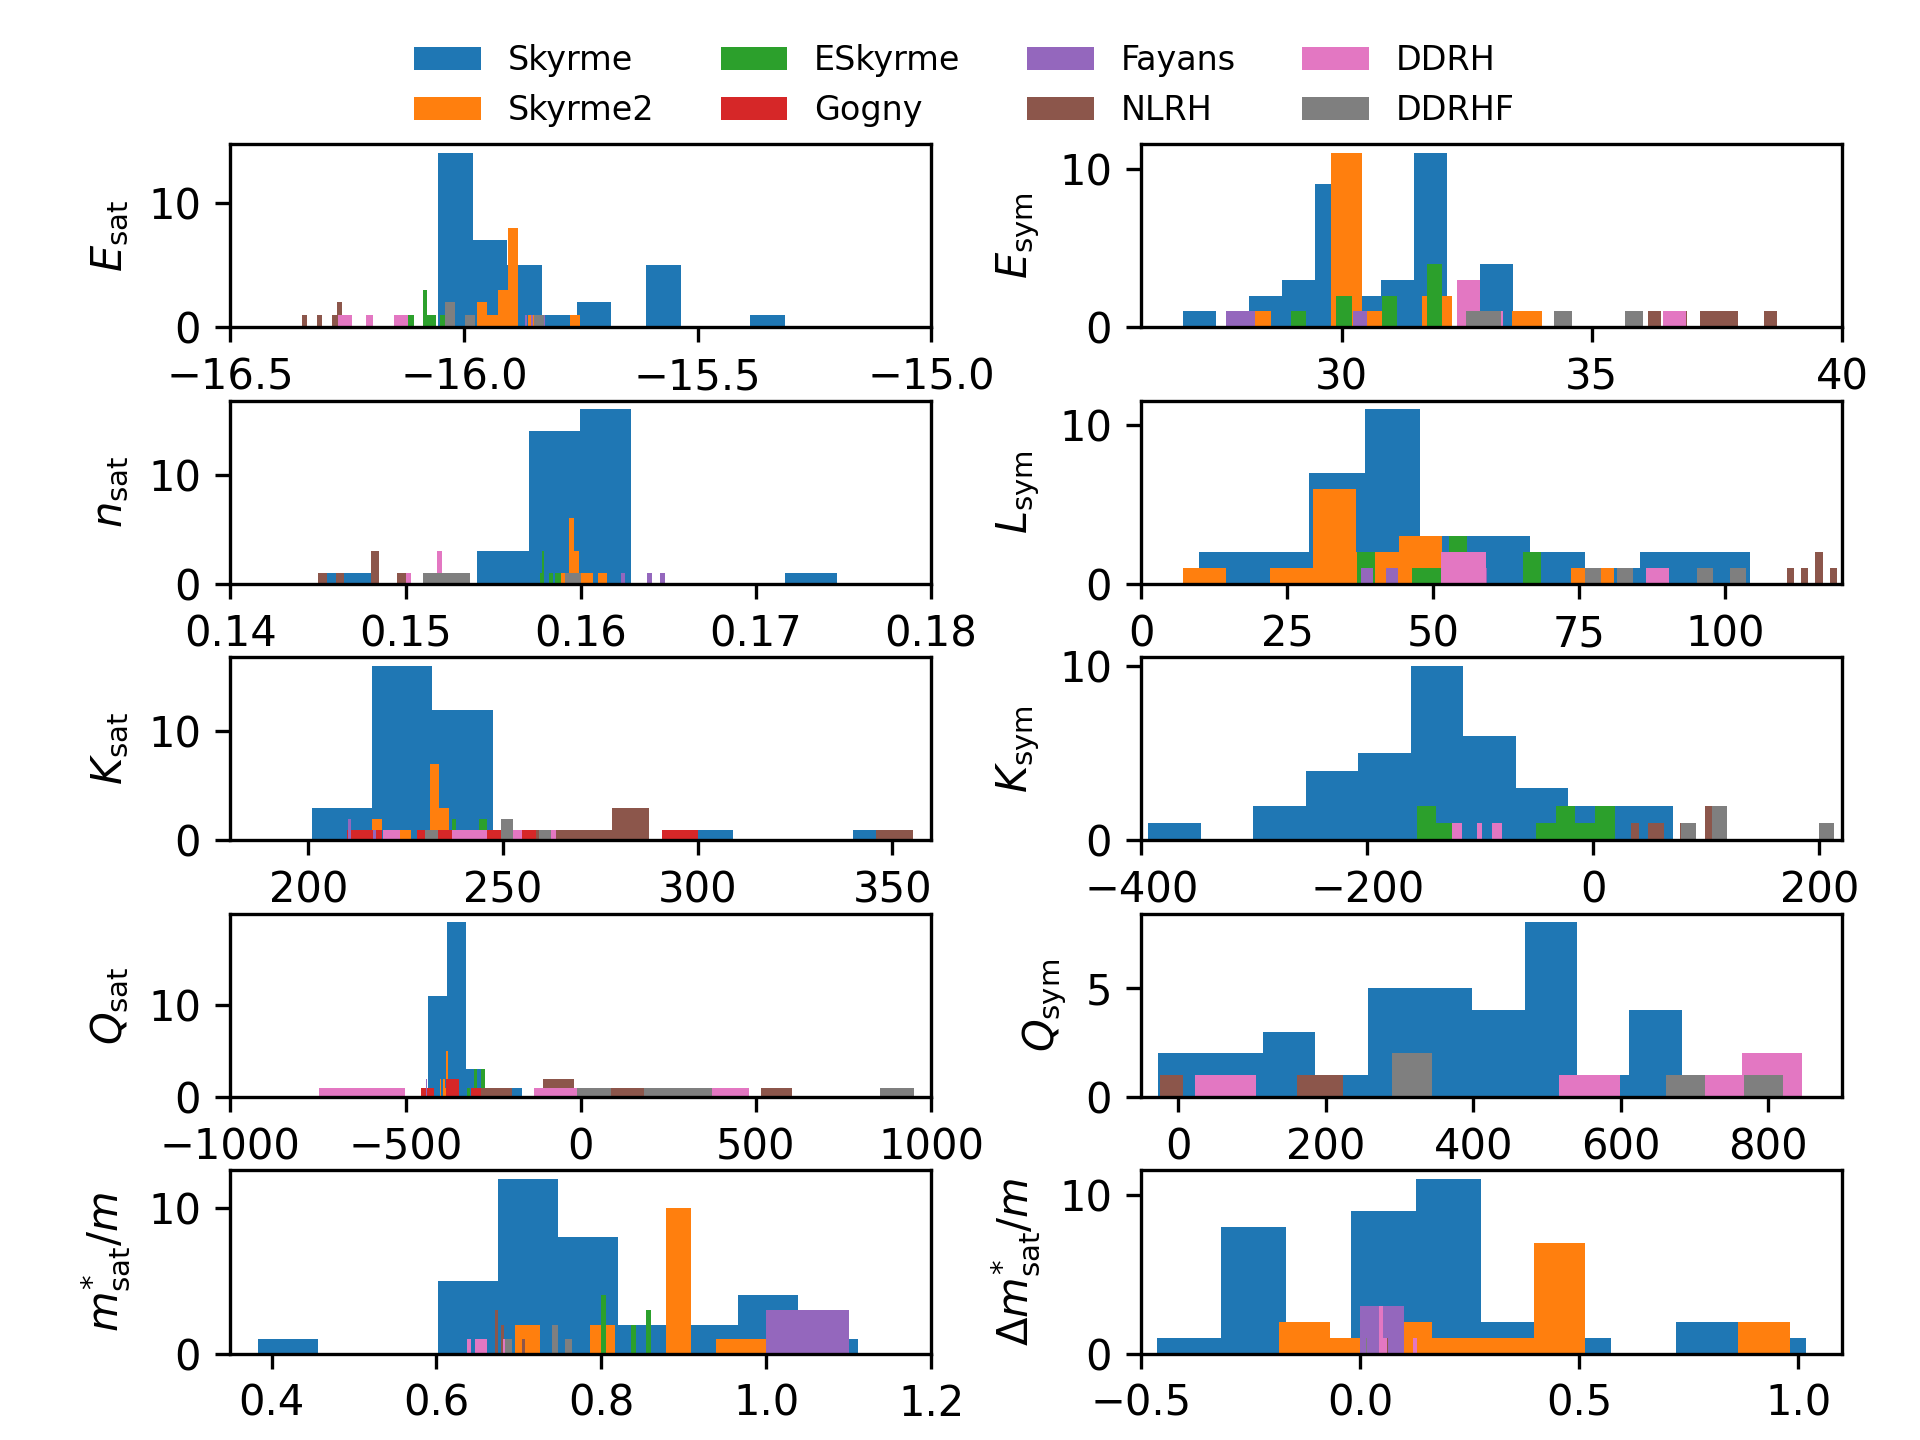 Skyrme ESkyrme Fayans DDRH
Skyrme2 Gogny NLRH DDRHF
E_sat 10 0
−16.5 −16.0 −15.5 −15.0
E_sym 10 0
30 35 40
n_sat 10 0
0.14 0.15 0.16 0.17 0.18
L_sym 10 0
0 25 50 75 100
K_sat 10 0
200 250 300 350
K_sym 10 0
−400 −200 0 200
Q_sat 10 0
−1000 −500 0 500 1000
Q_sym 5 0
0 200 400 600 800
m*_sat/m 10 0
0.4 0.6 0.8 1.0 1.2
Δm*_sat/m 10 0
−0.5 0.0 0.5 1.0